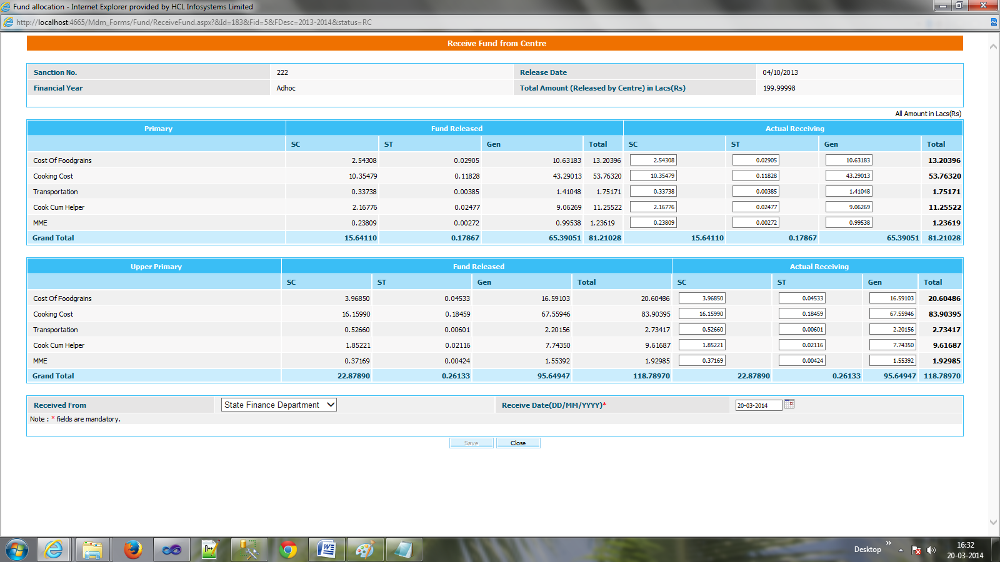 Fund allocation - Internet Explorer provided by HCL Infosystems Limited
http://localhost:4665/Mdm_Forms/Fund/ReceiveFund.aspx?&Id=183&Fid=5&FDesc=2013-2014&status=RC
Receive Fund from Centre
Sanction No. 222 Release Date 04/10/2013
Financial Year Adhoc Total Amount (Released by Centre) in Lacs(Rs) 199.99998
All Amount in Lacs(Rs)
Primary Fund Released Actual Receiving
SC ST Gen Total SC ST Gen Total
Cost Of Foodgrains 2.54308 0.02905 10.63183 13.20396 2.54308 0.02905 10.63183 13.20396
Cooking Cost 10.35479 0.11828 43.29013 53.76320 10.35479 0.11828 43.29013 53.76320
Transportation 0.33738 0.00385 1.41048 1.75171 0.33738 0.00385 1.41048 1.75171
Cook Cum Helper 2.16776 0.02477 9.06269 11.25522 2.16776 0.02477 9.06269 11.25522
MME 0.23809 0.00272 0.99538 1.23619 0.23809 0.00272 0.99538 1.23619
Grand Total 15.64110 0.17867 65.39051 81.21028 15.64110 0.17867 65.39051 81.21028
Upper Primary Fund Released Actual Receiving
SC ST Gen Total SC ST Gen Total
Cost Of Foodgrains 3.96850 0.04533 16.59103 20.60486 3.96850 0.04533 16.59103 20.60486
Cooking Cost 16.15990 0.18459 67.55946 83.90395 16.15990 0.18459 67.55946 83.90395
Transportation 0.52660 0.00601 2.20156 2.73417 0.52660 0.00601 2.20156 2.73417
Cook Cum Helper 1.85221 0.02116 7.74350 9.61687 1.85221 0.02116 7.74350 9.61687
MME 0.37169 0.00424 1.55392 1.92985 0.37169 0.00424 1.55392 1.92985
Grand Total 22.87890 0.26133 95.64947 118.78970 22.87890 0.26133 95.64947 118.78970
Received From State Finance Department Receive Date(DD/MM/YYYY)* 20-03-2014
Note : * fields are mandatory.
Save Close
Desktop 16:32
20-03-2014